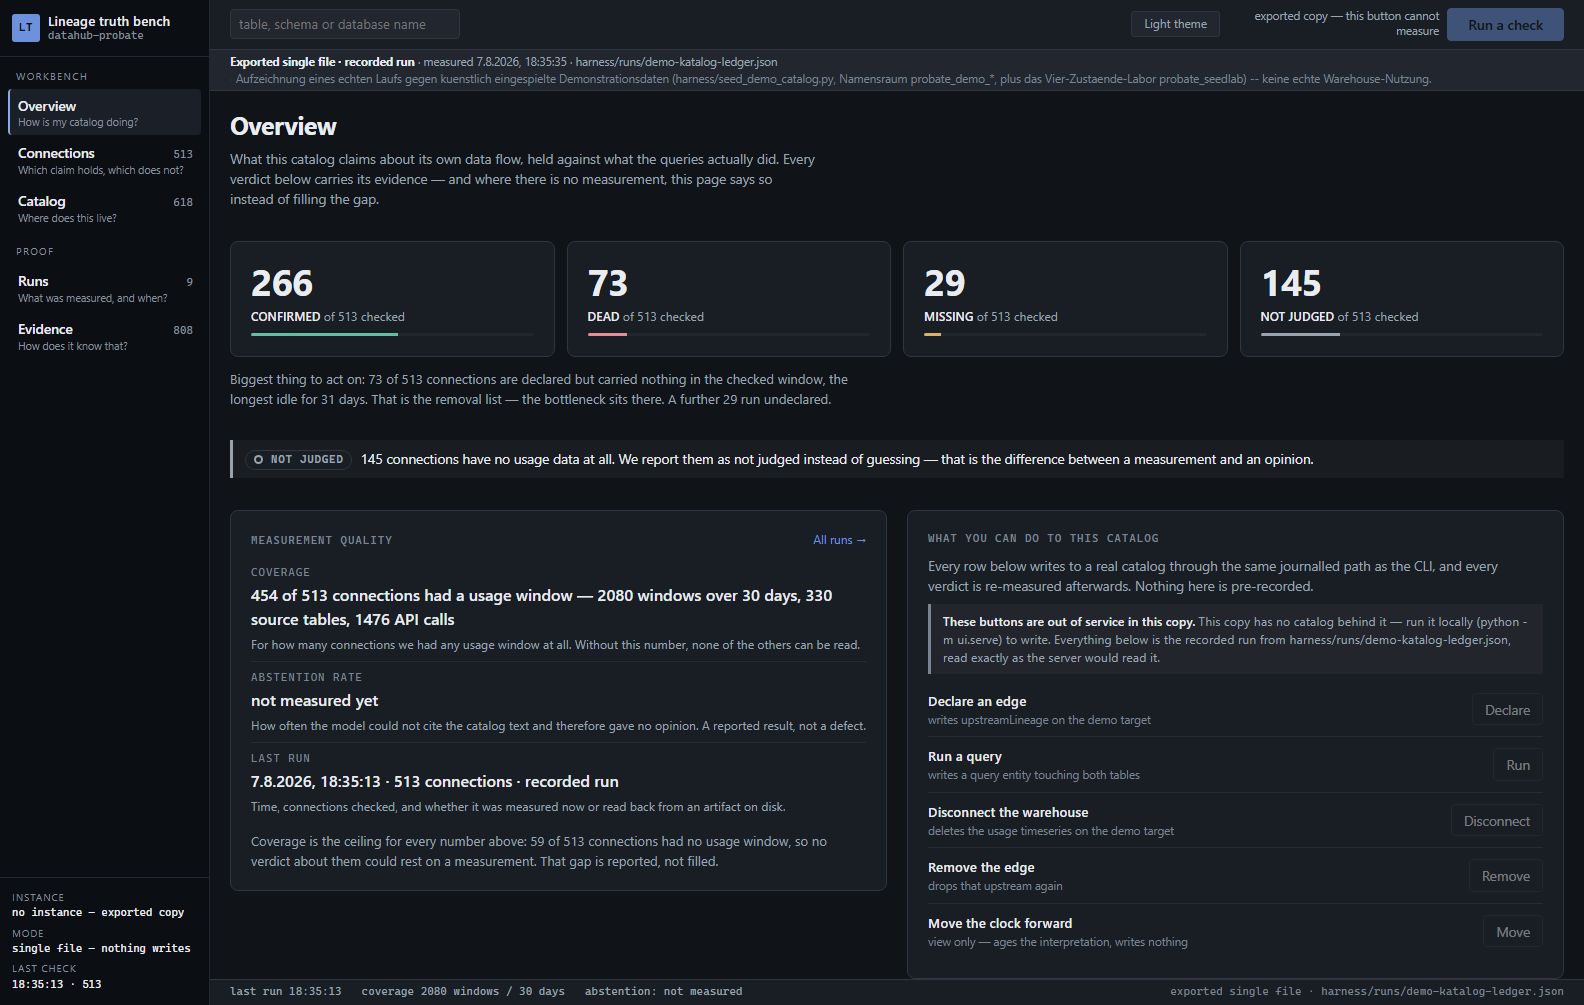 LT
Lineage truth bench
datahub-probate
WORKBENCH
Overview
How is my catalog doing?
Connections 513
Which claim holds, which does not?
Catalog 618
Where does this live?
PROOF
Runs 9
What was measured, and when?
Evidence 808
How does it know that?
INSTANCE
no instance — exported copy
MODE
single file — nothing writes
LAST CHECK
18:35:13 · 513
table, schema or database name
Light theme
exported copy — this button cannot
measure
Run a check
Exported single file · recorded run · measured 7.8.2026, 18:35:35 · harness/runs/demo-katalog-ledger.json
Aufzeichnung eines echten Laufs gegen kuenstlich eingespielte Demonstrationsdaten (harness/seed_demo_catalog.py, Namensraum probate_demo_*, plus das Vier-Zustaende-Labor probate_seedlab) -- keine echte Warehouse-Nutzung.
Overview
What this catalog claims about its own data flow, held against what the queries actually did. Every
verdict below carries its evidence — and where there is no measurement, this page says so
instead of filling the gap.
266
CONFIRMED of 513 checked
73
DEAD of 513 checked
29
MISSING of 513 checked
145
NOT JUDGED of 513 checked
Biggest thing to act on: 73 of 513 connections are declared but carried nothing in the checked window, the
longest idle for 31 days. That is the removal list — the bottleneck sits there. A further 29 run undeclared.
NOT JUDGED 145 connections have no usage data at all. We report them as not judged instead of guessing — that is the difference between a measurement and an opinion.
MEASUREMENT QUALITY
All runs →
COVERAGE
454 of 513 connections had a usage window — 2080 windows over 30 days, 330
source tables, 1476 API calls
For how many connections we had any usage window at all. Without this number, none of the others can be read.
ABSTENTION RATE
not measured yet
How often the model could not cite the catalog text and therefore gave no opinion. A reported result, not a defect.
LAST RUN
7.8.2026, 18:35:13 · 513 connections · recorded run
Time, connections checked, and whether it was measured now or read back from an artifact on disk.
Coverage is the ceiling for every number above: 59 of 513 connections had no usage window, so no
verdict about them could rest on a measurement. That gap is reported, not filled.
WHAT YOU CAN DO TO THIS CATALOG
Every row below writes to a real catalog through the same journalled path as the CLI, and every
verdict is re-measured afterwards. Nothing here is pre-recorded.
These buttons are out of service in this copy. This copy has no catalog behind it — run it locally (python -
m ui.serve) to write. Everything below is the recorded run from harness/runs/demo-katalog-ledger.json,
read exactly as the server would read it.
Declare an edge
writes upstreamLineage on the demo target
Declare
Run a query
writes a query entity touching both tables
Run
Disconnect the warehouse
deletes the usage timeseries on the demo target
Disconnect
Remove the edge
drops that upstream again
Remove
Move the clock forward
view only — ages the interpretation, writes nothing
Move
last run 18:35:13 coverage 2080 windows / 30 days abstention: not measured
exported single file · harness/runs/demo-katalog-ledger.json